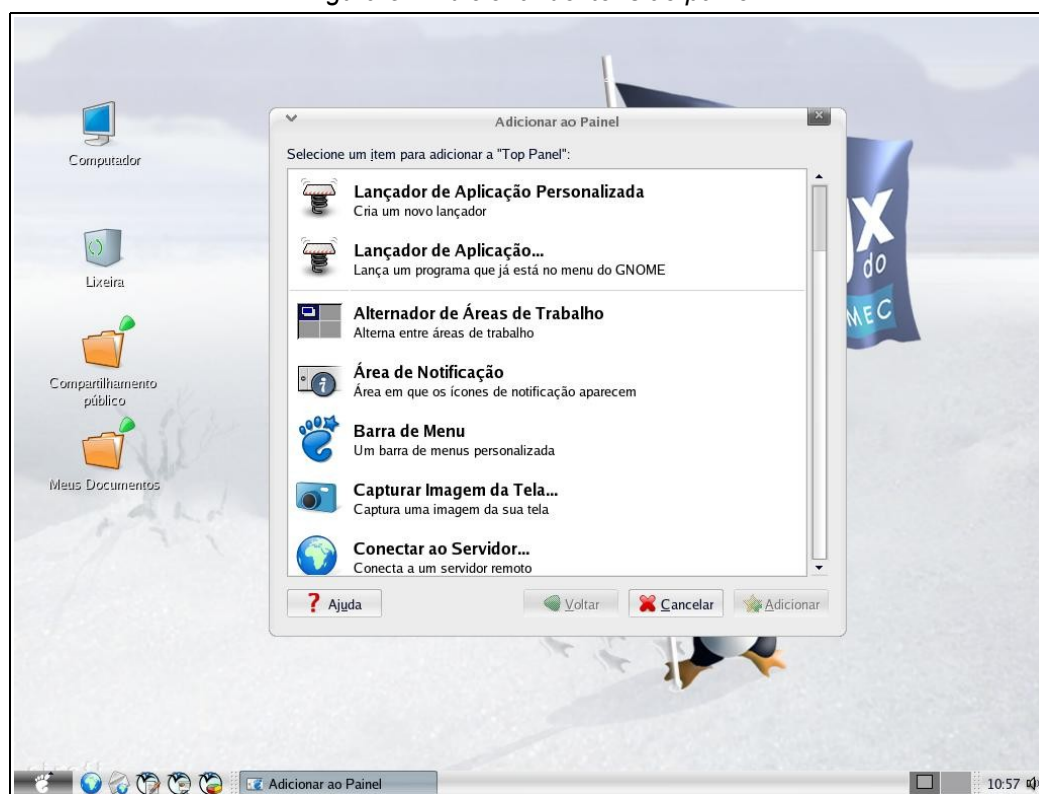 Adicionar ao Painel
Computador
Selecione um item para adicionar a "Top Panel":
Lançador de Aplicação Personalizada
Cria um novo lançador
Lançador de Aplicação...
Lança um programa que já está no menu do GNOME
do
MEC
Lixeira
Alternador de Áreas de Trabalho
Alterna entre áreas de trabalho
Área de Notificação
Área em que os ícones de notificação aparecem
Compartilhamento
público
Barra de Menu
Um barra de menus personalizada
Meus Documentos
Capturar Imagem da Tela...
Captura uma imagem da sua tela
Conectar ao Servidor...
Conecta a um servidor remoto
Ajuda
Voltar
Cancelar
Adicionar
Adicionar ao Painel
10:57